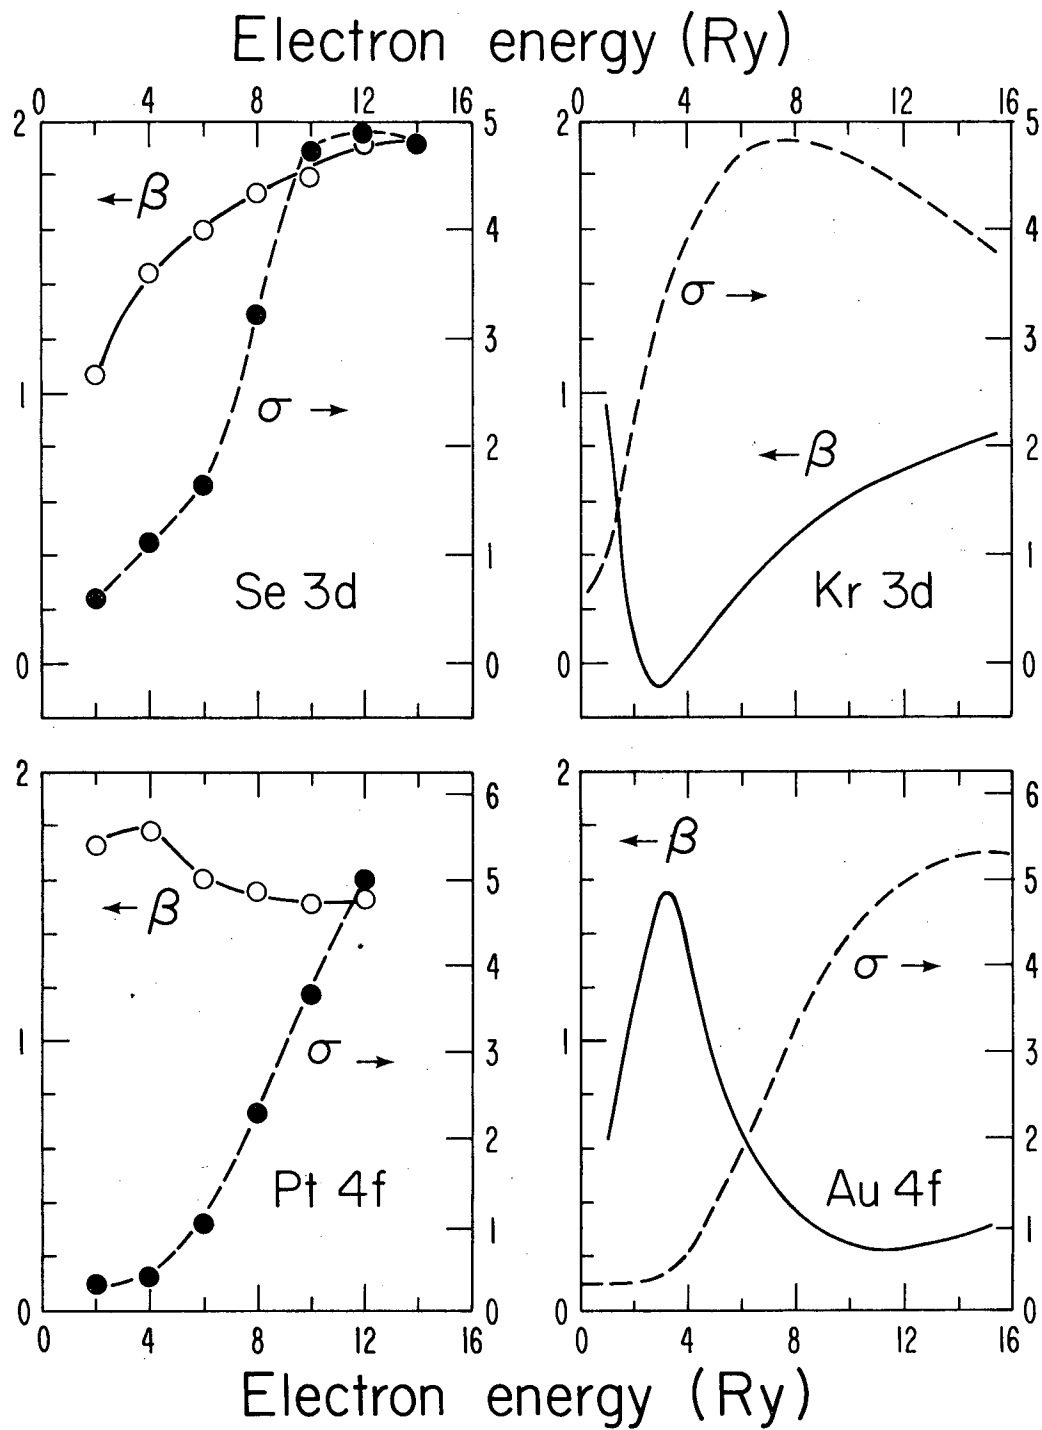 Electron energy (Ry)
0 4 8 12 16 0 4 8 12 16
2 5 2 5
←β
4 4
σ→
3 3
1 1
σ→
2 2
←β
1 1
Se 3d Kr 3d
0 0 0 0
2 2
6 6
←β
5 5
←β
4 4
σ→
1 3 1 3
σ→
2 2
Pt 4f Au 4f
1 1
0 0 0 0
0 4 8 12 16 0 4 8 12 16
Electron energy (Ry)